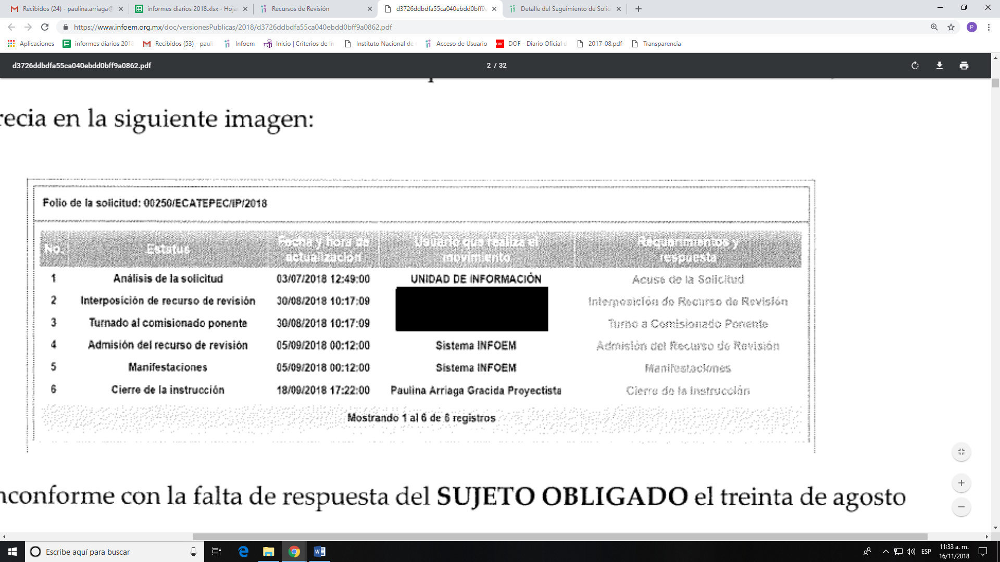 Recibidos (24) - paulina.arriaga@
informes diarios 2018.xlsx - Hoja
Recursos de Revisión
d3726ddbdfa55ca040ebdd0bff9a
Detalle del Seguimiento de Solici
https://www.infoem.org.mx/doc/versionesPublicas/2018/d3726ddbdfa55ca040ebdd0bff9a0862.pdf
P
Aplicaciones
informes diarios 2018
Recibidos (53) - pauli
Infoem
Inicio | Criterios de In
Instituto Nacional de
Acceso de Usuario
DOF
DOF - Diario Oficial d
2017-08.pdf
Transparencia
d3726ddbdfa55ca040ebdd0bff9a0862.pdf
2 / 32
recia en la siguiente imagen:
Folio de la solicitud: 00250/ECATEPEC/IP/2018
No. Estatus Fecha y hora de actualización Usuario que realiza el movimiento Requerimientos y respuesta
1 Análisis de la solicitud 03/07/2018 12:49:00 UNIDAD DE INFORMACIÓN Acuse de la Solicitud
2 Interposición de recurso de revisión 30/08/2018 10:17:09 Interposición de Recurso de Revisión
3 Turnado al comisionado ponente 30/08/2018 10:17:09 Turno a Comisionado Ponente
4 Admisión del recurso de revisión 05/09/2018 00:12:00 Sistema INFOEM Admisión del Recurso de Revisión
5 Manifestaciones 05/09/2018 00:12:00 Sistema INFOEM Manifestaciones
6 Cierre de la instrucción 18/09/2018 17:22:00 Paulina Arriaga Gracida Proyectista Cierre de la Instrucción
Mostrando 1 al 6 de 6 registros
nconforme con la falta de respuesta del SUJETO OBLIGADO el treinta de agosto
Escribe aquí para buscar
ESP
11:33 a. m.
16/11/2018